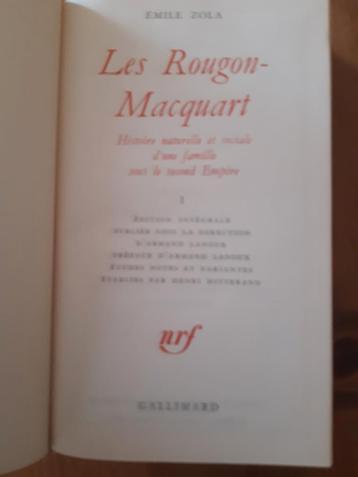 ÉMILE ZOLA
Les Rougon-
Macquart
Histoire naturelle et sociale
d'une famille
sous le second Empire
I
ÉDITION INTÉGRALE
PUBLIÉE SOUS LA DIRECTION
D'ARMAND LANOUX
PRÉFACE D'ARMAND LANOUX
ÉTUDES NOTES ET VARIANTES
ÉTABLIES PAR HENRI MITTERAND
nrf
GALLIMARD